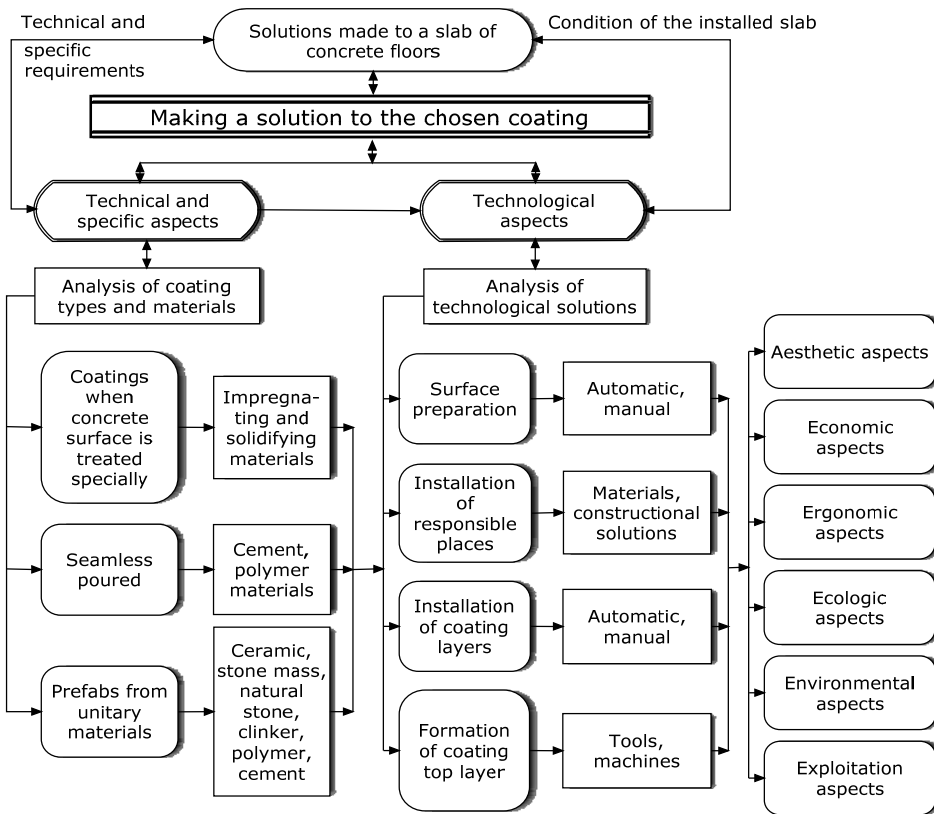 Technical and
specific
requirements
Solutions made to a slab of
concrete floors
Condition of the installed slab
Making a solution to the chosen coating
Technical and
specific aspects
Technological
aspects
Analysis of coating
types and materials
Analysis of
technological solutions
Coatings
when
concrete
surface is
treated
specially
Impregna-
ting and
solidifying
materials
Seamless
poured
Cement,
polymer
materials
Prefabs from
unitary
materials
Ceramic,
stone mass,
natural
stone,
clinker,
polymer,
cement
Surface
preparation
Automatic,
manual
Installation
of
responsible
places
Materials,
constructional
solutions
Installation
of coating
layers
Automatic,
manual
Formation
of coating
top layer
Tools,
machines
Aesthetic aspects
Economic
aspects
Ergonomic
aspects
Ecologic
aspects
Environmental
aspects
Exploitation
aspects